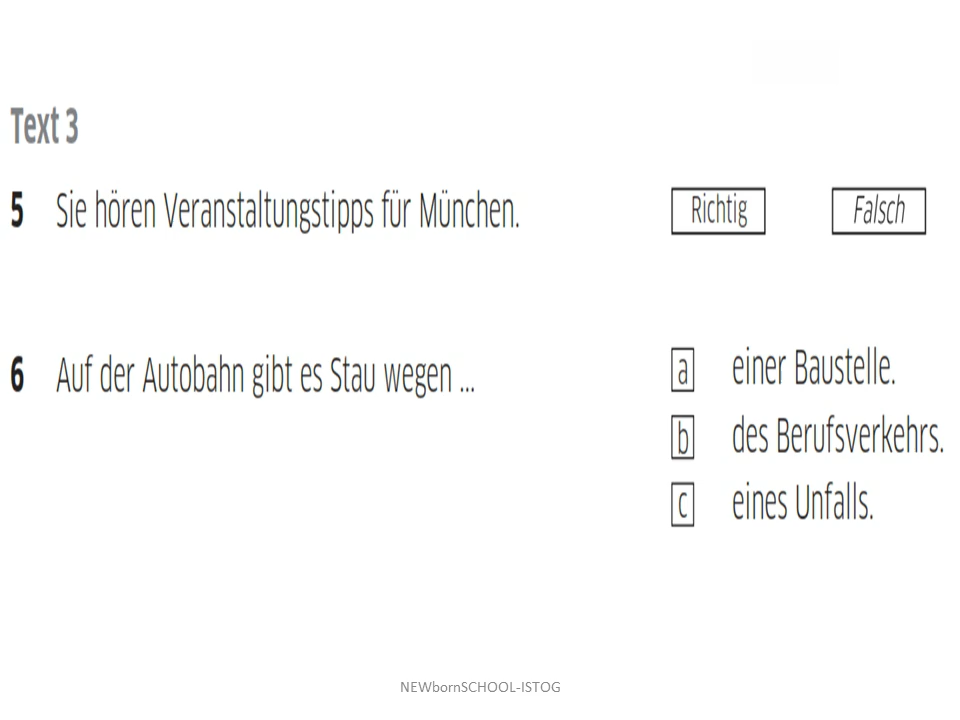 Text 3
5 Sie hören Veranstaltungstipps für München. Richtig Falsch
6 Auf der Autobahn gibt es Stau wegen ... a einer Baustelle.
b des Berufsverkehrs.
c eines Unfalls.
NEWbornSCHOOL-ISTOG